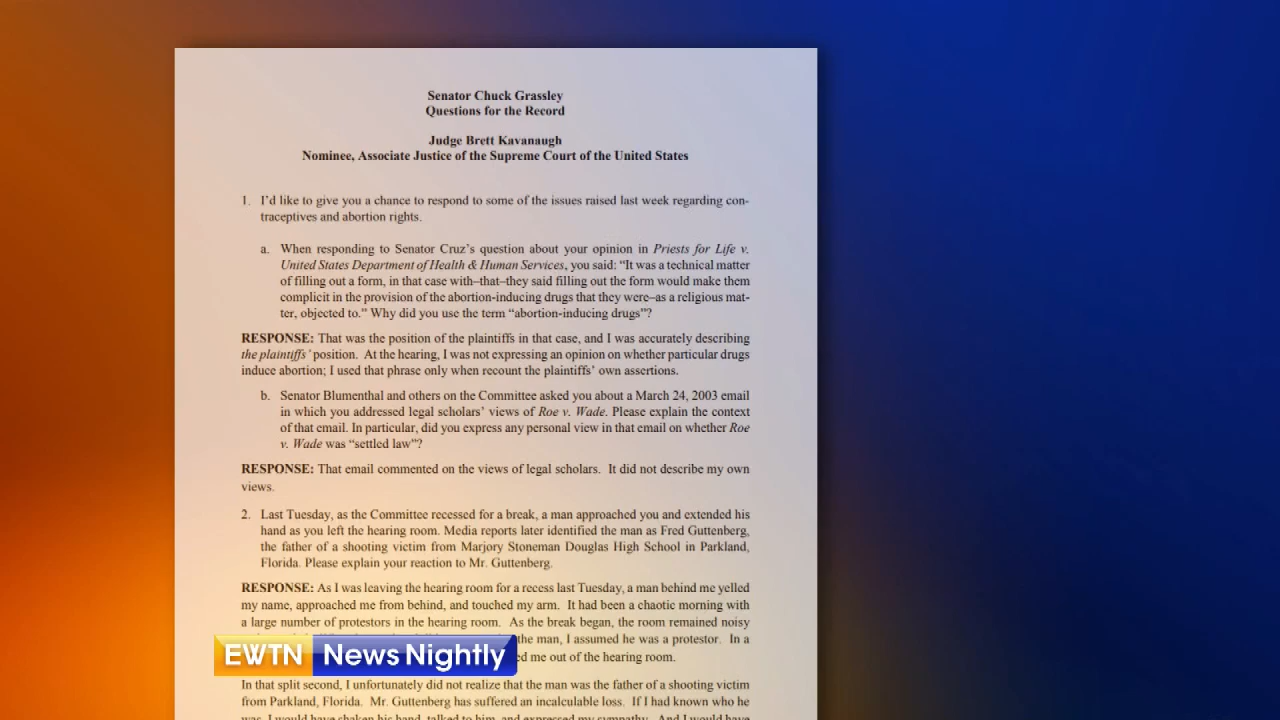 Senator Chuck Grassley
Questions for the Record
Judge Brett Kavanaugh
Nominee, Associate Justice of the Supreme Court of the United States
1. I'd like to give you a chance to respond to some of the issues raised last week regarding con-
traceptives and abortion rights.
a. When responding to Senator Cruz's question about your opinion in Priests for Life v.
United States Department of Health & Human Services, you said: “It was a technical matter
of filling out a form, in that case with–that–they said filling out the form would make them
complicit in the provision of the abortion-inducing drugs that they were–as a religious mat-
ter, objected to.” Why did you use the term “abortion-inducing drugs”?
RESPONSE: That was the position of the plaintiffs in that case, and I was accurately describing
the plaintiffs' position. At the hearing, I was not expressing an opinion on whether particular drugs
induce abortion; I used that phrase only when recount the plaintiffs' own assertions.
b. Senator Blumenthal and others on the Committee asked you about a March 24, 2003 email
in which you addressed legal scholars' views of Roe v. Wade. Please explain the context
of that email. In particular, did you express any personal view in that email on whether Roe
v. Wade was “settled law”?
RESPONSE: That email commented on the views of legal scholars. It did not describe my own
views.
2. Last Tuesday, as the Committee recessed for a break, a man approached you and extended his
hand as you left the hearing room. Media reports later identified the man as Fred Guttenberg,
the father of a shooting victim from Marjory Stoneman Douglas High School in Parkland,
Florida. Please explain your reaction to Mr. Guttenberg.
RESPONSE: As I was leaving the hearing room for a recess last Tuesday, a man behind me yelled
my name, approached me from behind, and touched my arm. It had been a chaotic morning with
a large number of protestors in the hearing room. As the break began, the room remained noisy
the man, I assumed he was a protestor. In a
me out of the hearing room.
EWTN News Nightly
In that split second, I unfortunately did not realize that the man was the father of a shooting victim
from Parkland, Florida. Mr. Guttenberg has suffered an incalculable loss. If I had known who he
was, I would have shaken his hand, talked to him, and expressed my sympathy. And I would have